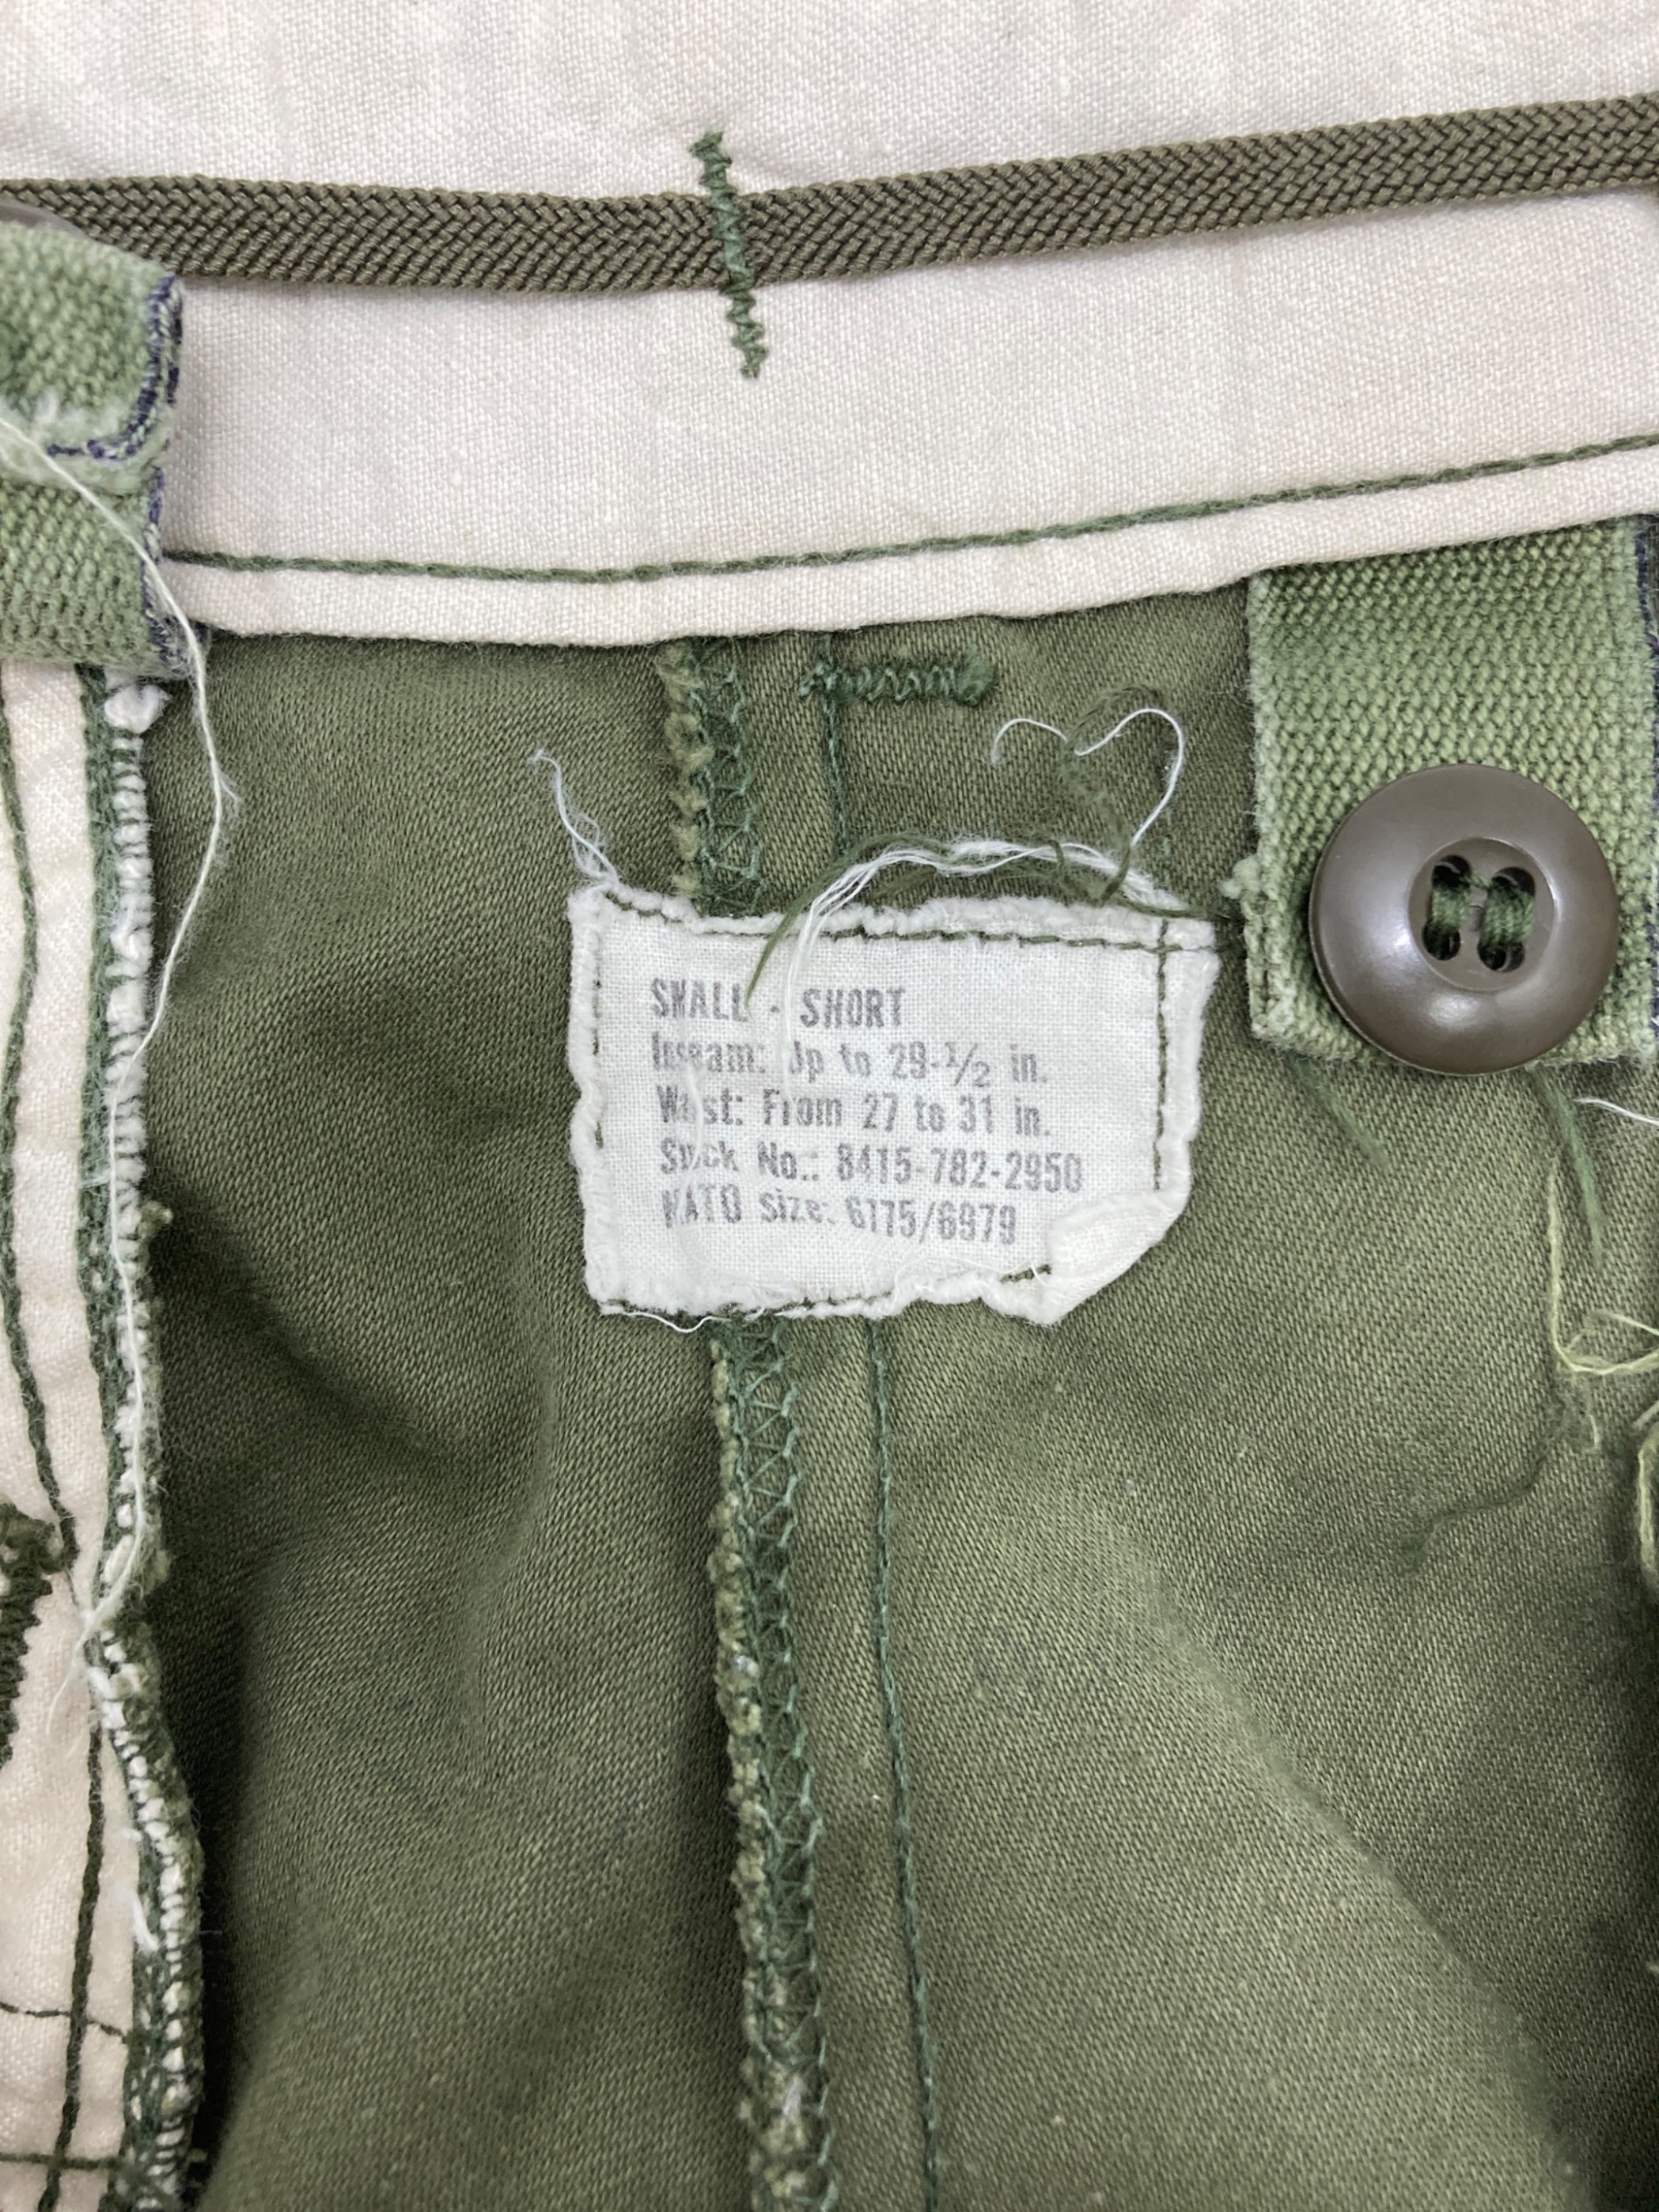 SMALL - SHORT
Inseam: Up to 29-½ in.
Waist: From 27 to 31 in.
Stock No.: 8415-782-2950
NATO size: 6175/6979